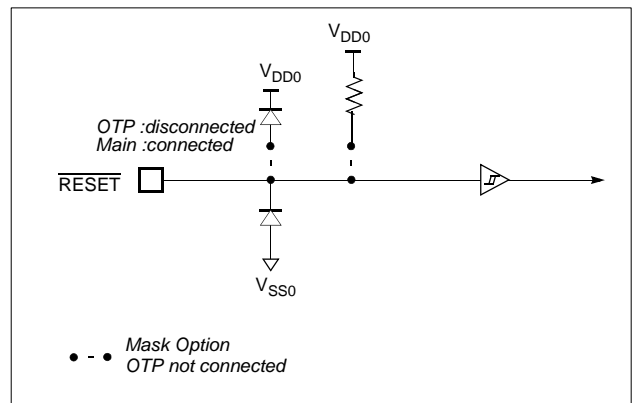 VDD0
VDD0
OTP :disconnected
Main :connected
RESET
VSS0
Mask Option
OTP not connected